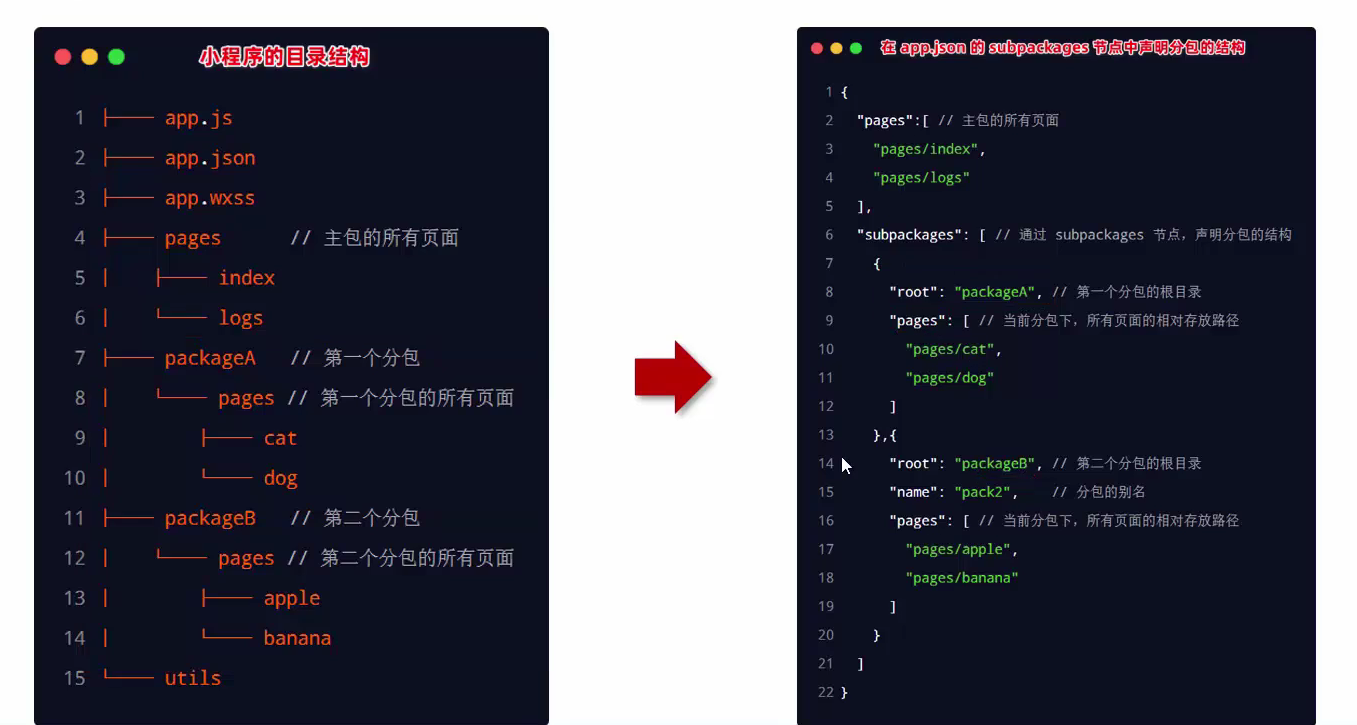 小程序的目录结构
1 ├── app.js
2 ├── app.json
3 ├── app.wxss
4 ├── pages // 主包的所有页面
5 │ ├── index
6 │ └── logs
7 ├── packageA // 第一个分包
8 │ └── pages // 第一个分包的所有页面
9 │ ├── cat
10 │ └── dog
11 ├── packageB // 第二个分包
12 │ └── pages // 第二个分包的所有页面
13 │ ├── apple
14 │ └── banana
15 └── utils
在 app.json 的 subpackages 节点中声明分包的结构
1 {
2 "pages":[ // 主包的所有页面
3 "pages/index",
4 "pages/logs"
5 ],
6 "subpackages": [ // 通过 subpackages 节点，声明分包的结构
7 {
8 "root": "packageA", // 第一个分包的根目录
9 "pages": [ // 当前分包下，所有页面的相对存放路径
10 "pages/cat",
11 "pages/dog"
12 ]
13 },{
14 "root": "packageB", // 第二个分包的根目录
15 "name": "pack2", // 分包的别名
16 "pages": [ // 当前分包下，所有页面的相对存放路径
17 "pages/apple",
18 "pages/banana"
19 ]
20 }
21 ]
22 }